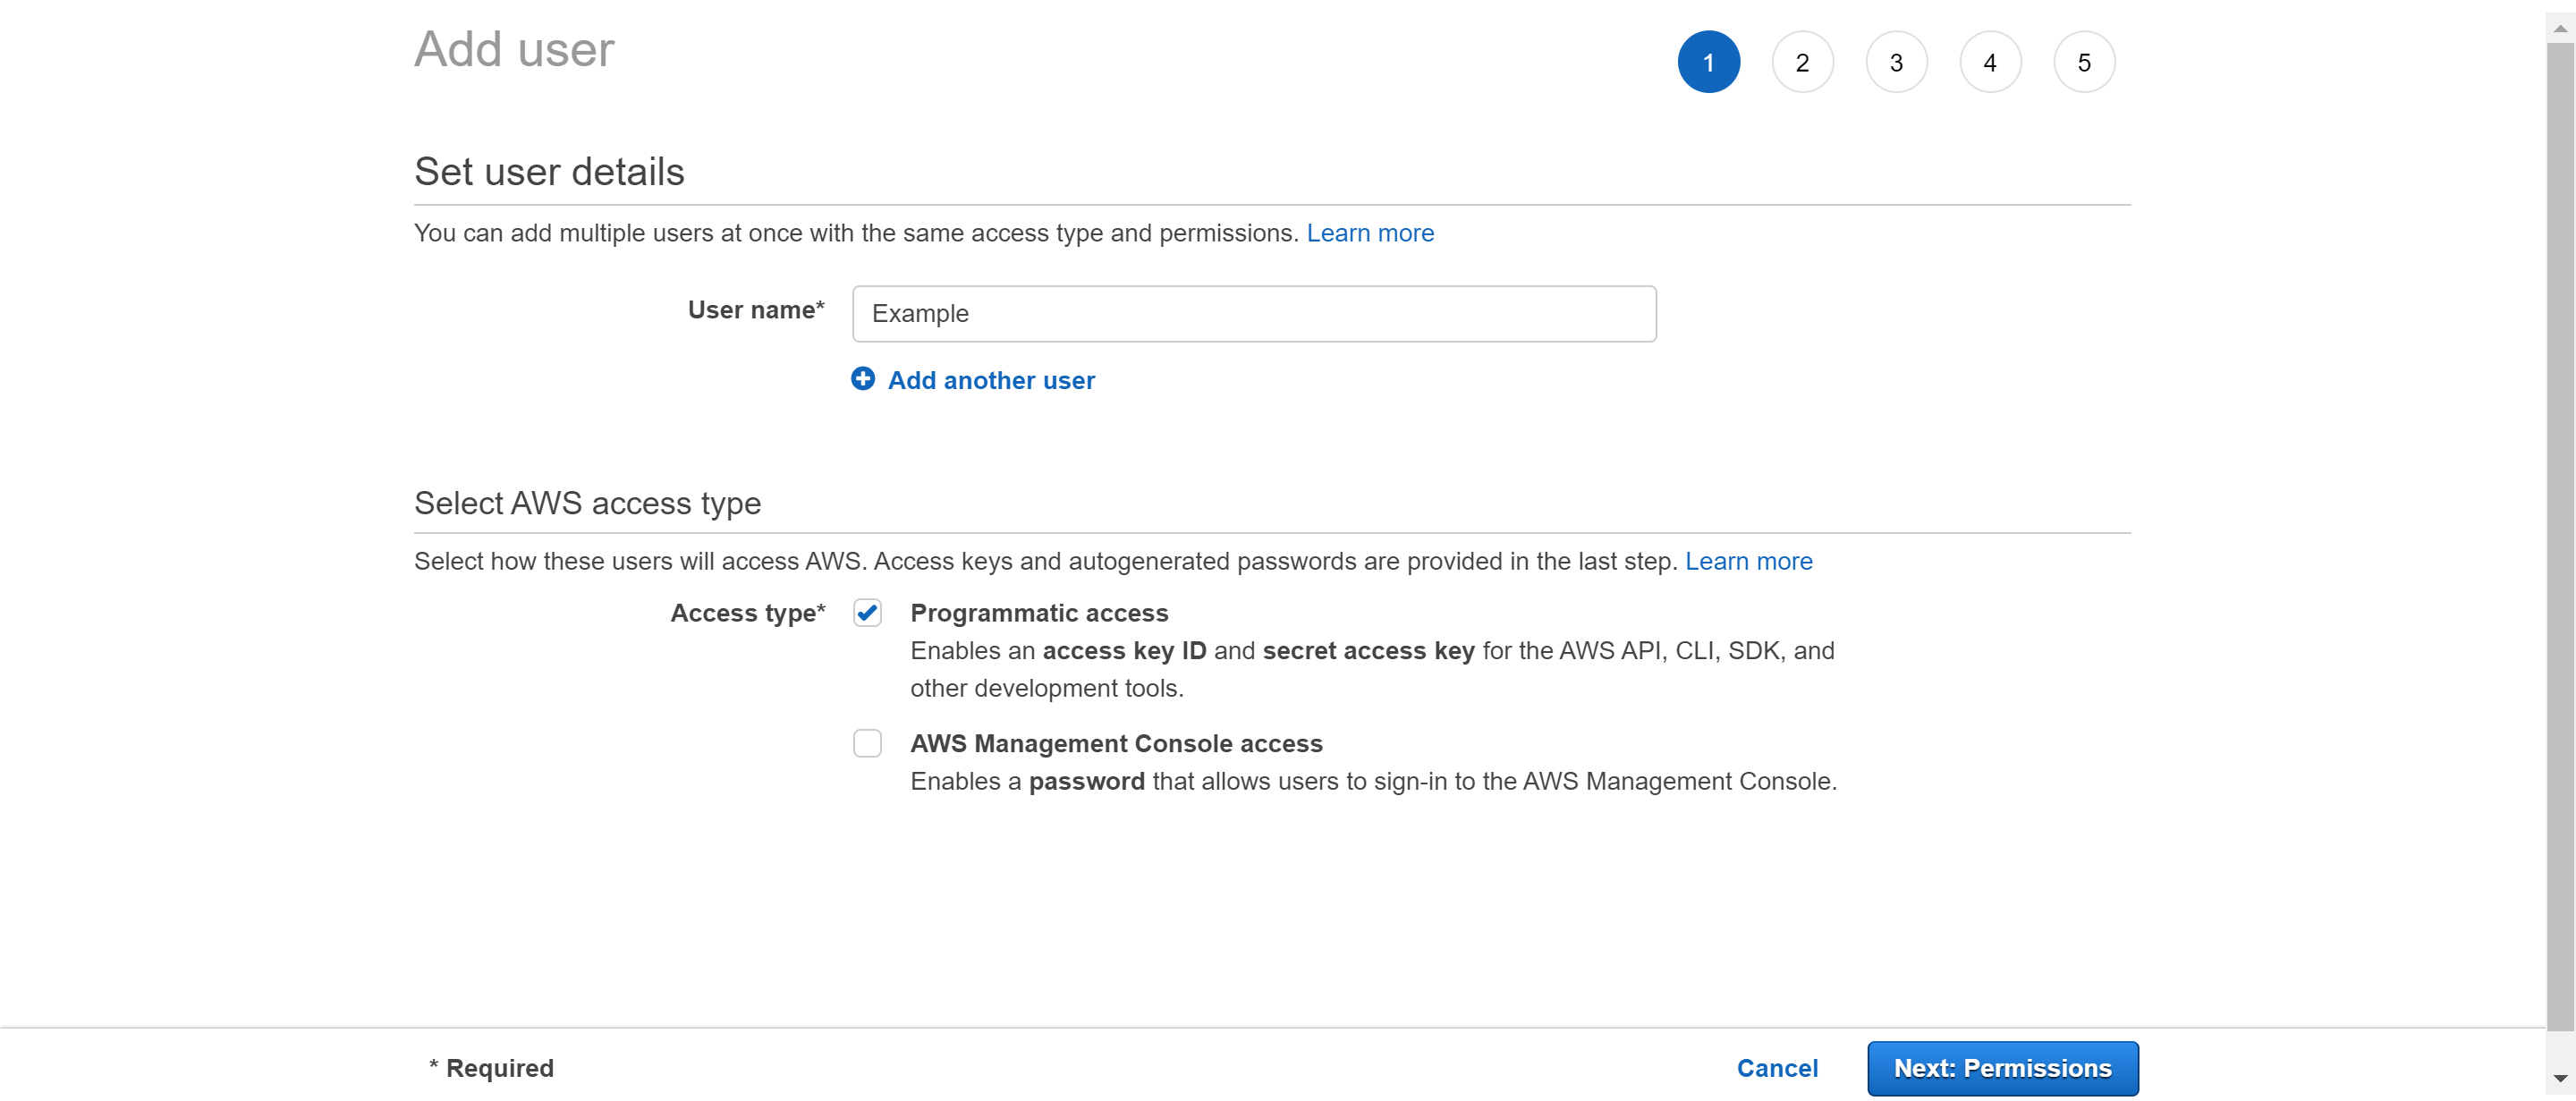 Add user
1 2 3 4 5
Set user details
You can add multiple users at once with the same access type and permissions. Learn more
User name* Example
Add another user
Select AWS access type
Select how these users will access AWS. Access keys and autogenerated passwords are provided in the last step. Learn more
Access type* Programmatic access
Enables an access key ID and secret access key for the AWS API, CLI, SDK, and
other development tools.
AWS Management Console access
Enables a password that allows users to sign-in to the AWS Management Console.
* Required Cancel Next: Permissions